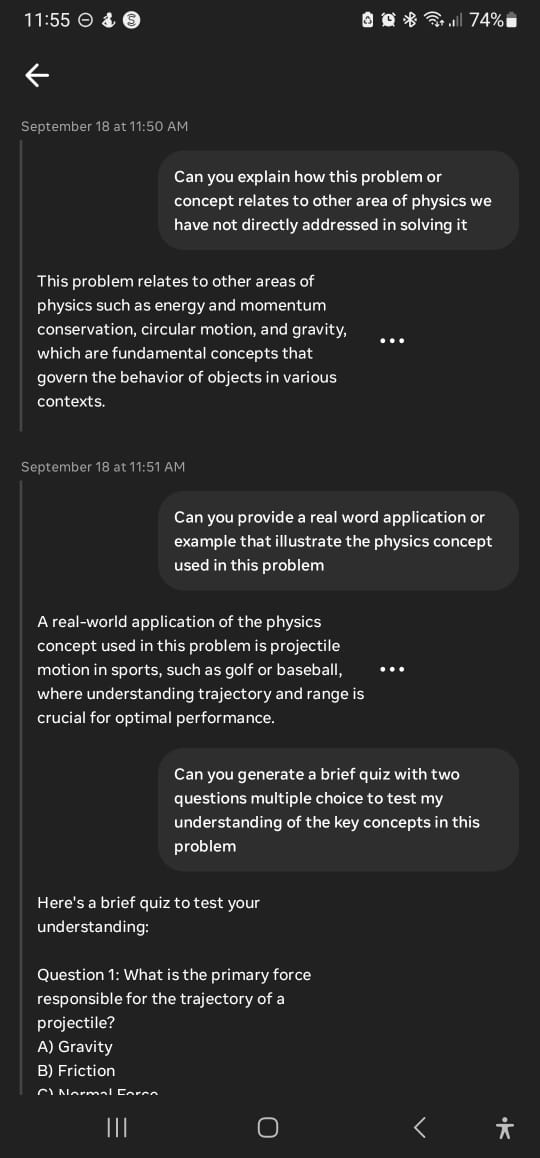 11:55
74%
September 18 at 11:50 AM
Can you explain how this problem or
concept relates to other area of physics we
have not directly addressed in solving it
This problem relates to other areas of
physics such as energy and momentum
conservation, circular motion, and gravity,
which are fundamental concepts that
govern the behavior of objects in various
contexts.
September 18 at 11:51 AM
Can you provide a real word application or
example that illustrate the physics concept
used in this problem
A real-world application of the physics
concept used in this problem is projectile
motion in sports, such as golf or baseball,
where understanding trajectory and range is
crucial for optimal performance.
Can you generate a brief quiz with two
questions multiple choice to test my
understanding of the key concepts in this
problem
Here's a brief quiz to test your
understanding:
Question 1: What is the primary force
responsible for the trajectory of a
projectile?
A) Gravity
B) Friction
C) Normal Force